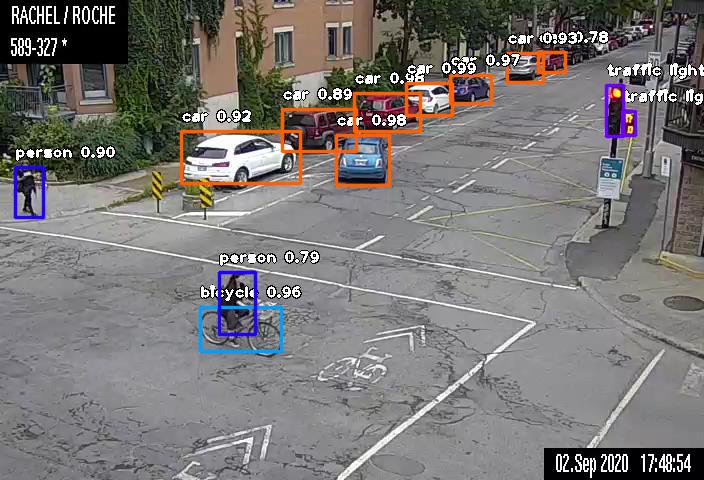 RACHEL / ROCHE
589-327 *
car 0.93
0.78
car 0.97
car 0.99
car 0.96
car 0.89
car 0.98
car 0.92
traffic light
traffic lig
person 0.90
person 0.79
bicycle 0.96
02.Sep 2020 17:48:54